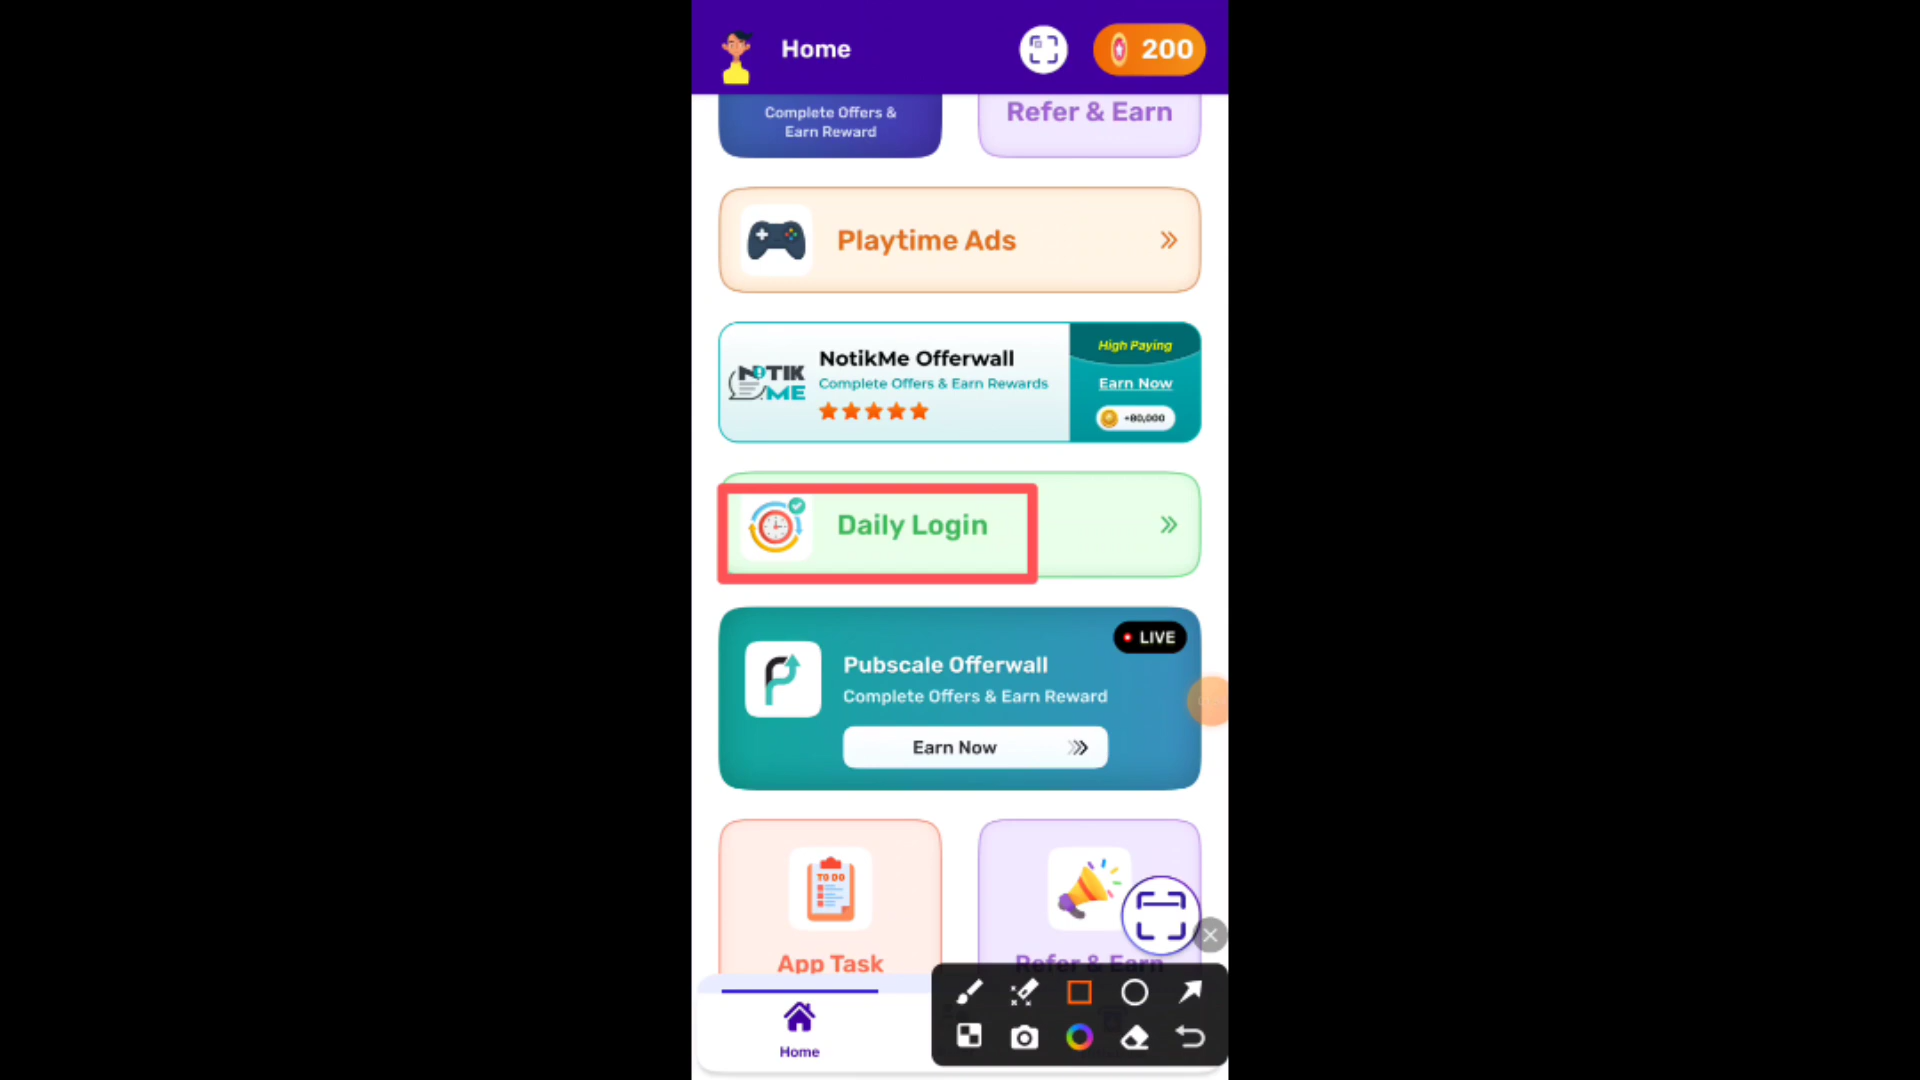 Home
200
Complete Offers &
Earn Reward
Refer & Earn
Playtime Ads
NOTIK
ME
NotikMe Offerwall
Complete Offers & Earn Rewards
High Paying
Earn Now
+80,000
Daily Login
LIVE
Pubscale Offerwall
Complete Offers & Earn Reward
Earn Now
TO DO
App Task
Refer & Earn
Home